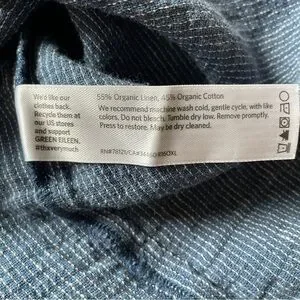 We'd like our
clothes back.
Recycle them at
our US stores
and support
GREEN EILEEN.
#thxverymuch
55% Organic Linen, 45% Organic Cotton
We recommend machine wash cold, gentle cycle, with like
colors. Do not bleach. Tumble dry low. Remove promptly.
Press to restore. May be dry cleaned.